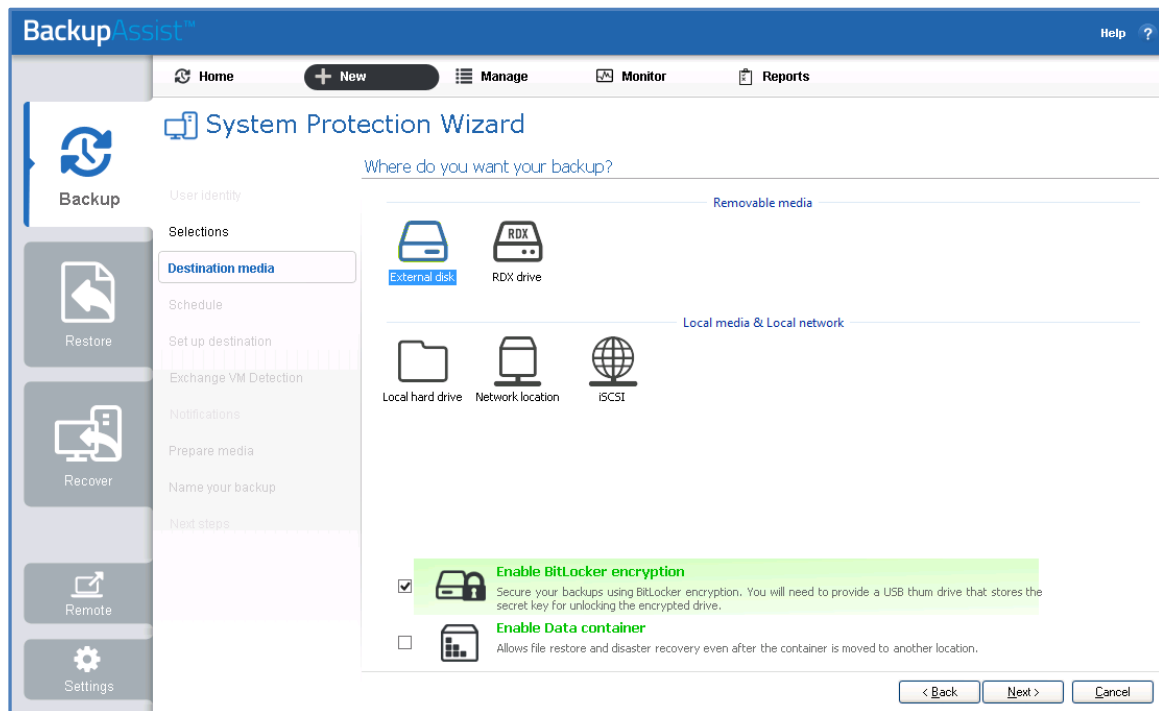 BackupAssist™
Help ?
Home New Manage Monitor Reports
System Protection Wizard
Where do you want your backup?
Backup
Restore
Recover
Remote
Settings
User identity
Selections
Destination media
Schedule
Set up destination
Exchange VM Detection
Notifications
Prepare media
Name your backup
Next steps
Removable media
RDX
External disk RDX drive
Local media & Local network
Local hard drive Network location iSCSI
Enable BitLocker encryption
Secure your backups using BitLocker encryption. You will need to provide a USB thum drive that stores the
secret key for unlocking the encrypted drive.
Enable Data container
Allows file restore and disaster recovery even after the container is moved to another location.
< Back Next > Cancel